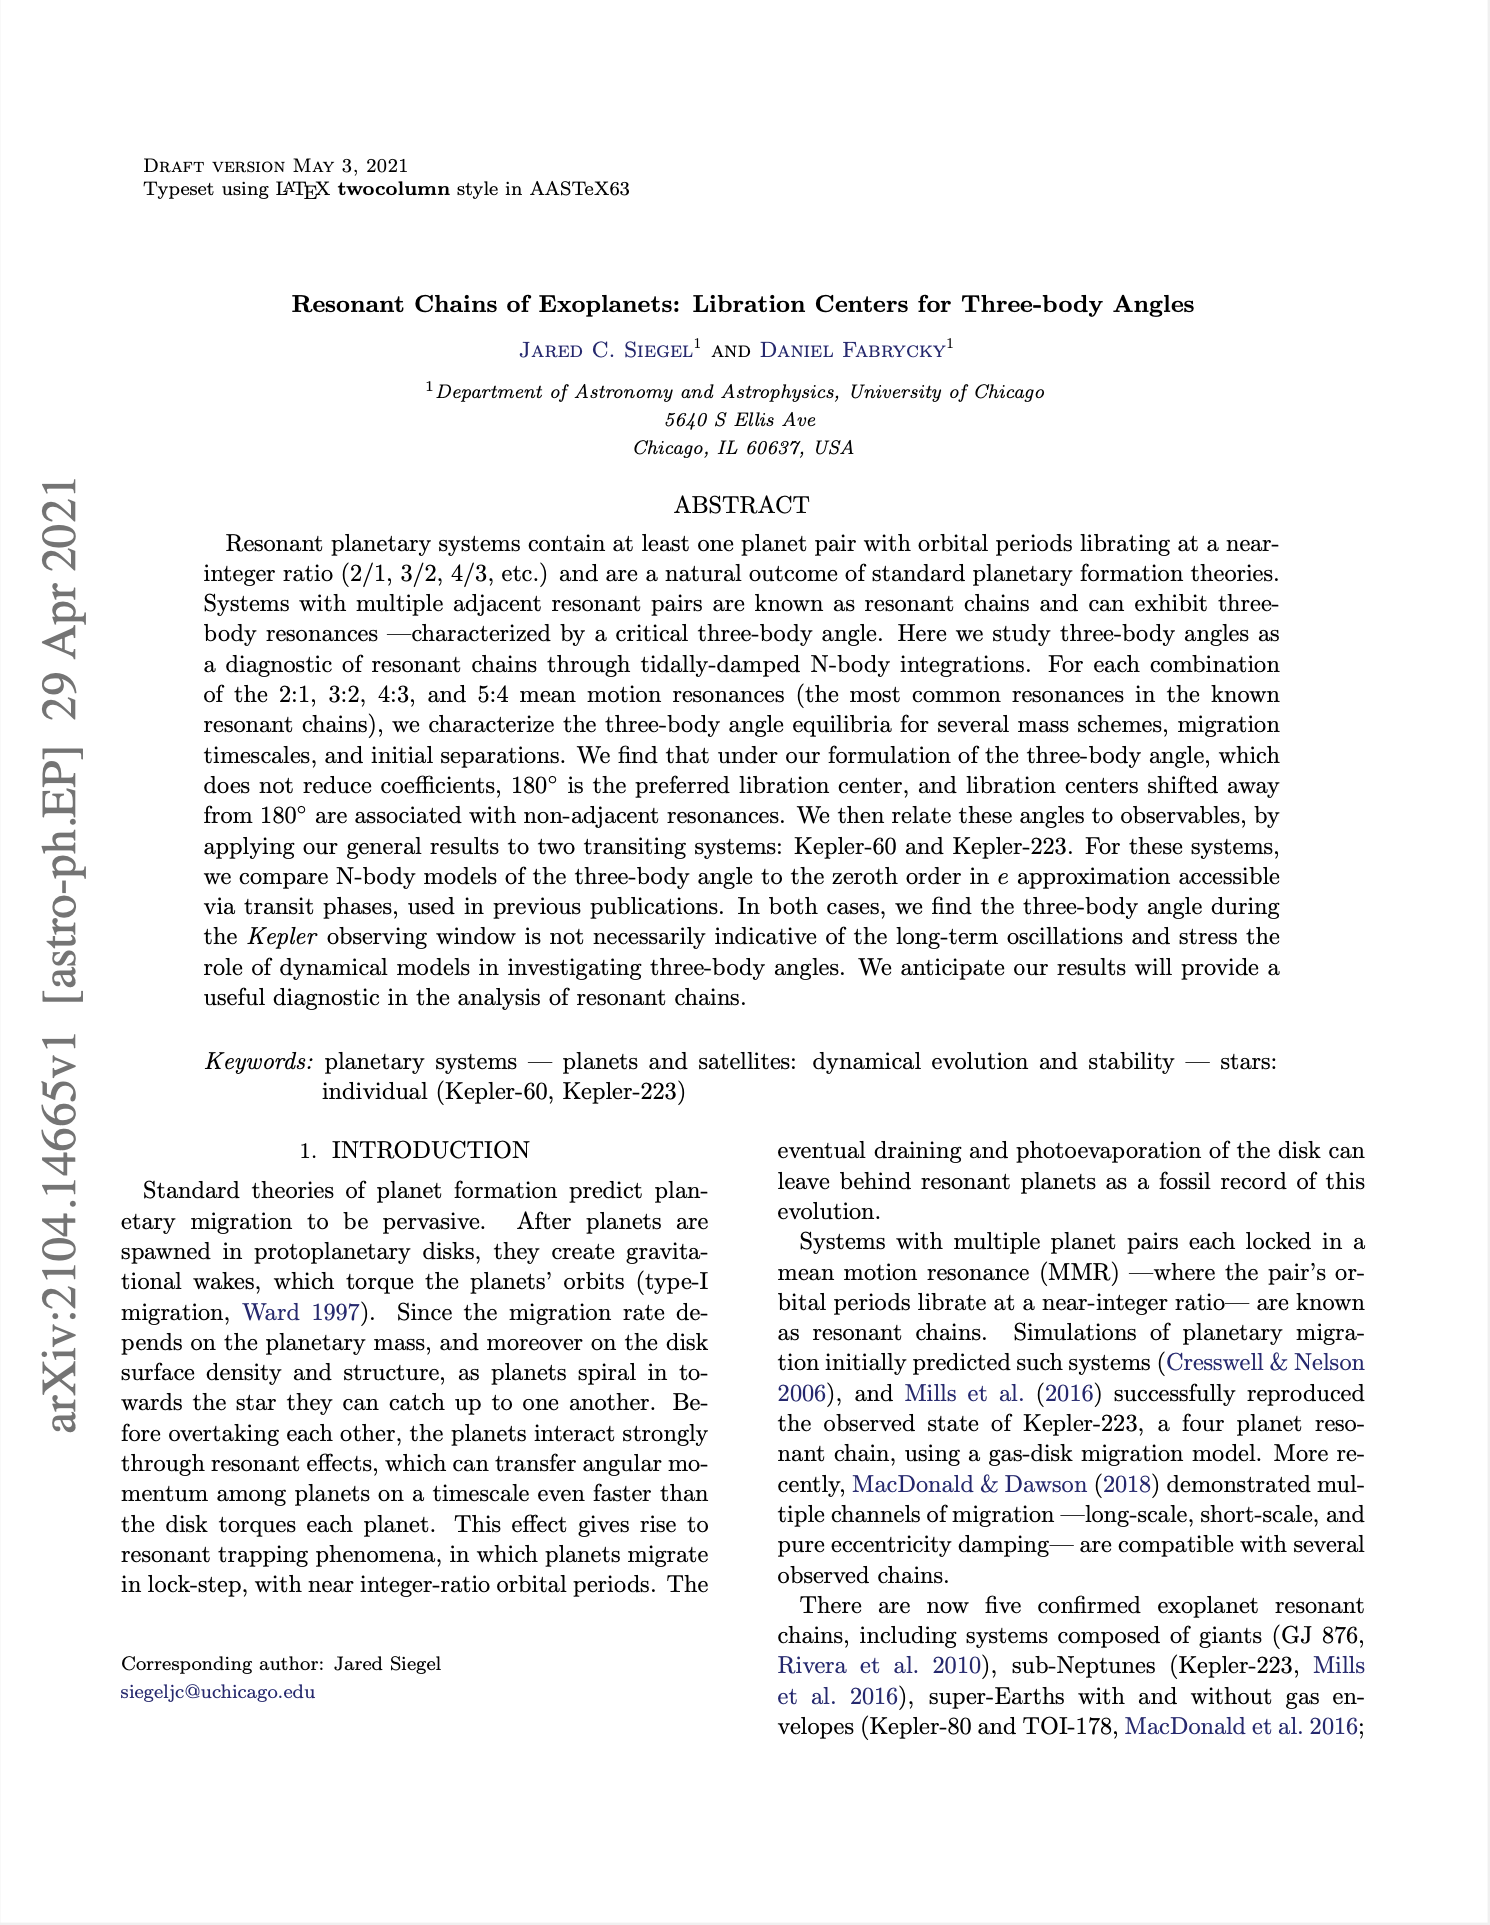 DRAFT VERSION MAY 3, 2021
Typeset using LATEX twocolumn style in AASTeX63
Resonant Chains of Exoplanets: Libration Centers for Three-body Angles
JARED C. SIEGEL1 AND DANIEL FABRYCKY1
1Department of Astronomy and Astrophysics, University of Chicago
5640 S Ellis Ave
Chicago, IL 60637, USA
ABSTRACT
Resonant planetary systems contain at least one planet pair with orbital periods librating at a near-
integer ratio (2/1, 3/2, 4/3, etc.) and are a natural outcome of standard planetary formation theories.
Systems with multiple adjacent resonant pairs are known as resonant chains and can exhibit three-
body resonances —characterized by a critical three-body angle. Here we study three-body angles as
a diagnostic of resonant chains through tidally-damped N-body integrations. For each combination
of the 2:1, 3:2, 4:3, and 5:4 mean motion resonances (the most common resonances in the known
resonant chains), we characterize the three-body angle equilibria for several mass schemes, migration
timescales, and initial separations. We find that under our formulation of the three-body angle, which
does not reduce coefficients, 180° is the preferred libration center, and libration centers shifted away
from 180° are associated with non-adjacent resonances. We then relate these angles to observables, by
applying our general results to two transiting systems: Kepler-60 and Kepler-223. For these systems,
we compare N-body models of the three-body angle to the zeroth order in e approximation accessible
via transit phases, used in previous publications. In both cases, we find the three-body angle during
the Kepler observing window is not necessarily indicative of the long-term oscillations and stress the
role of dynamical models in investigating three-body angles. We anticipate our results will provide a
useful diagnostic in the analysis of resonant chains.
Keywords: planetary systems — planets and satellites: dynamical evolution and stability — stars:
individual (Kepler-60, Kepler-223)
1. INTRODUCTION
Standard theories of planet formation predict plan-
etary migration to be pervasive. After planets are
spawned in protoplanetary disks, they create gravita-
tional wakes, which torque the planets' orbits (type-I
migration, Ward 1997). Since the migration rate de-
pends on the planetary mass, and moreover on the disk
surface density and structure, as planets spiral in to-
wards the star they can catch up to one another. Be-
fore overtaking each other, the planets interact strongly
through resonant effects, which can transfer angular mo-
mentum among planets on a timescale even faster than
the disk torques each planet. This effect gives rise to
resonant trapping phenomena, in which planets migrate
in lock-step, with near integer-ratio orbital periods. The
Corresponding author: Jared Siegel
siegeljc@uchicago.edu
eventual draining and photoevaporation of the disk can
leave behind resonant planets as a fossil record of this
evolution.
Systems with multiple planet pairs each locked in a
mean motion resonance (MMR) —where the pair's or-
bital periods librate at a near-integer ratio— are known
as resonant chains. Simulations of planetary migra-
tion initially predicted such systems (Cresswell & Nelson
2006), and Mills et al. (2016) successfully reproduced
the observed state of Kepler-223, a four planet reso-
nant chain, using a gas-disk migration model. More re-
cently, MacDonald & Dawson (2018) demonstrated mul-
tiple channels of migration —long-scale, short-scale, and
pure eccentricity damping— are compatible with several
observed chains.
There are now five confirmed exoplanet resonant
chains, including systems composed of giants (GJ 876,
Rivera et al. 2010), sub-Neptunes (Kepler-223, Mills
et al. 2016), super-Earths with and without gas en-
velopes (Kepler-80 and TOI-178, MacDonald et al. 2016;
arXiv:2104.14665v1 [astro-ph.EP] 29 Apr 2021